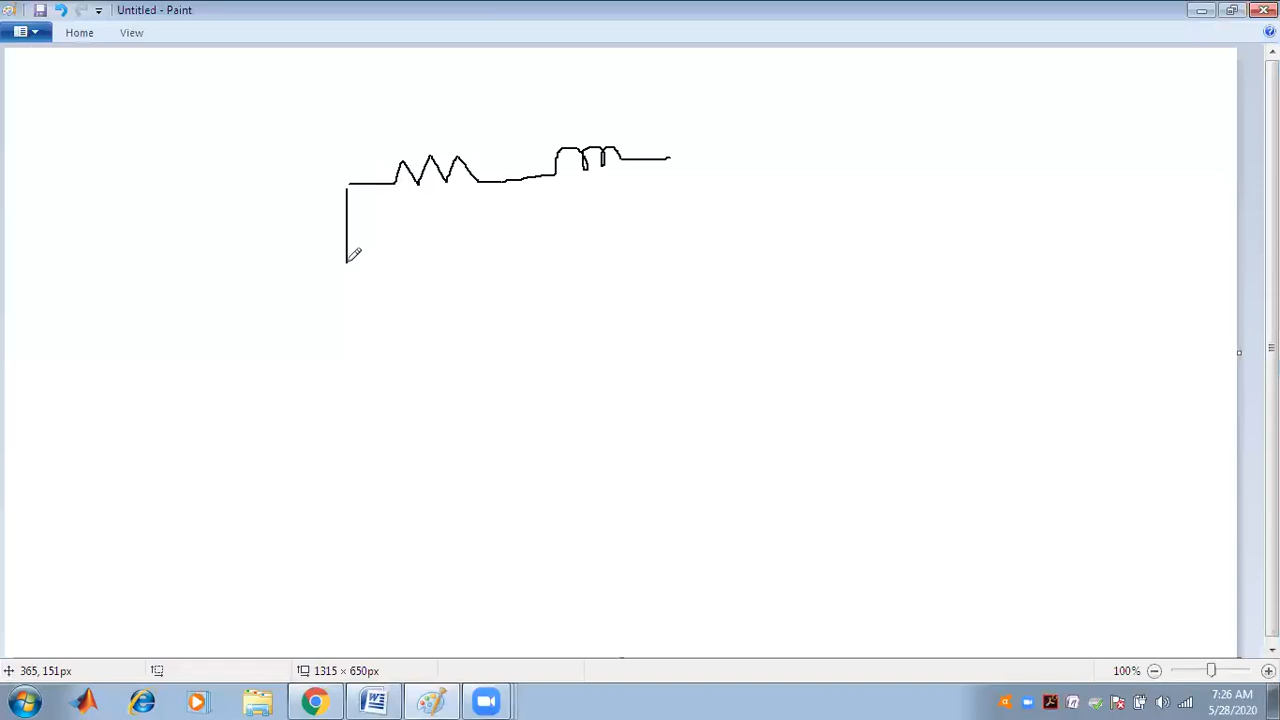 Untitled - Paint
Home View
365, 151px 1315 × 650px 100%
7:26 AM
5/28/2020